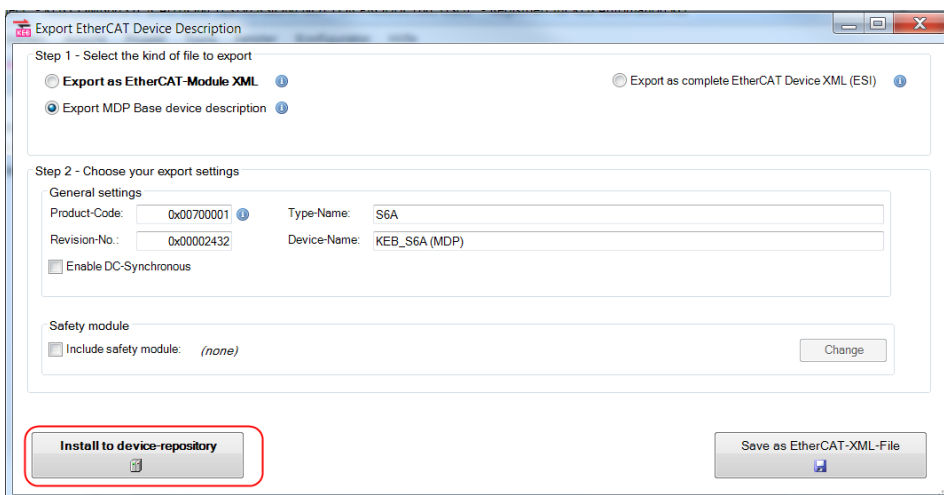 KEB
Export EtherCAT Device Description
Step 1 - Select the kind of file to export
Export as EtherCAT-Module XML
Export as complete EtherCAT Device XML (ESI)
Export MDP Base device description
Step 2 - Choose your export settings
General settings
Product-Code: 0x00700001 Type-Name: S6A
Revision-No.: 0x00002432 Device-Name: KEB_S6A (MDP)
Enable DC-Synchronous
Safety module
Include safety module: (none) Change
Install to device-repository
Save as EtherCAT-XML-File